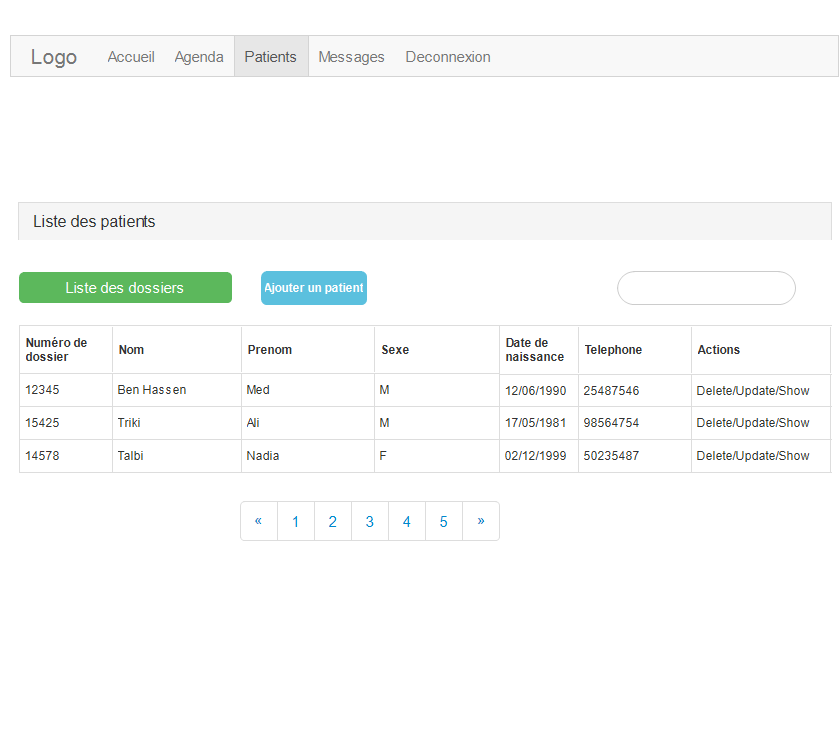 Logo Accueil Agenda Patients Messages Deconnexion
Liste des patients
Liste des dossiers Ajouter un patient
Numéro de dossier Nom Prenom Sexe Date de naissance Telephone Actions
12345 Ben Hassen Med M 12/06/1990 25487546 Delete/Update/Show
15425 Triki Ali M 17/05/1981 98564754 Delete/Update/Show
14578 Talbi Nadia F 02/12/1999 50235487 Delete/Update/Show
« 1 2 3 4 5 »